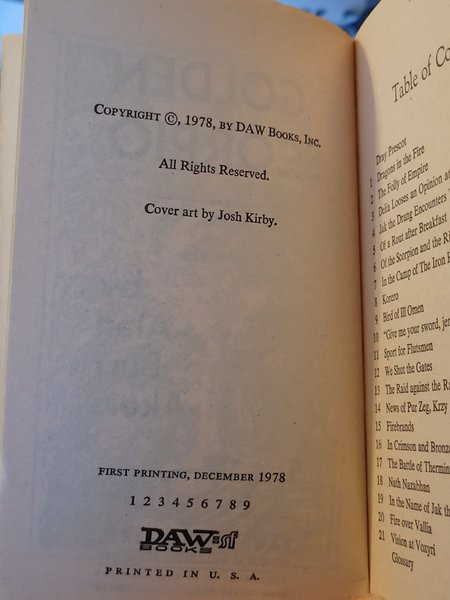 COPYRIGHT ©, 1978, BY DAW BOOKS, INC.
All Rights Reserved.
Cover art by Josh Kirby.
FIRST PRINTING, DECEMBER 1978
1 2 3 4 5 6 7 8 9
DAW=sf
BOOKS
PRINTED IN U. S. A.
Table of
Dray Prescot
1 Dragons in the Fire
2 The Folly of Empire
3 Delia Looses an Opinion
4 Jak the Drang Encounters
5 Of a Rout after Breakfast
6 Of the Scorpion and the
7 In the Camp of The Iron
8 Korero
9 Bird of Ill Omen
10 "Give me your sword,
11 Sport for Flutsmen
12 We Shut the Gates
13 The Raid against the
14 News of Pur Zeg, Krzy
15 Firebrands
16 In Crimson and
17 The Battle of
18 Nath Nazabhan
19 In the Name of Jak
20 Fire over Vallia
21 Vision at Voxyri
Glossary